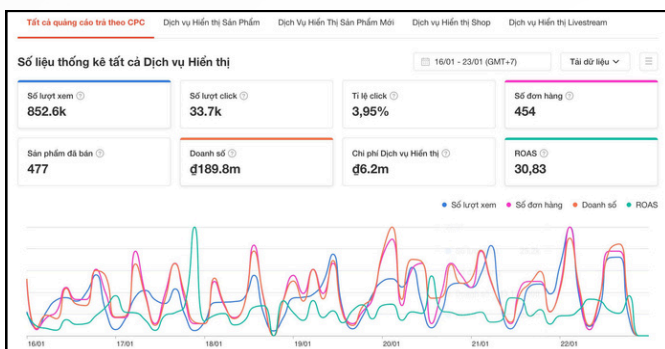 Tất cả quảng cáo trả theo CPC Dịch vụ Hiển thị Sản Phẩm Dịch Vụ Hiển Thị Sản Phẩm Mới Dịch vụ Hiển thị Shop Dịch vụ Hiển thị Livestream
Số liệu thống kê tất cả Dịch vụ Hiển thị 16/01 - 23/01 (GMT+7) Tải dữ liệu
Số lượt xem Số lượt click Tỉ lệ click Số đơn hàng
852.6k 33.7k 3,95% 454
Sản phẩm đã bán Doanh số Chi phí Dịch vụ Hiển thị ROAS
477 ₫189.8m ₫6.2m 30,83
Số lượt xem Số đơn hàng Doanh số ROAS
16/01 17/01 18/01 19/01 20/01 21/01 22/01